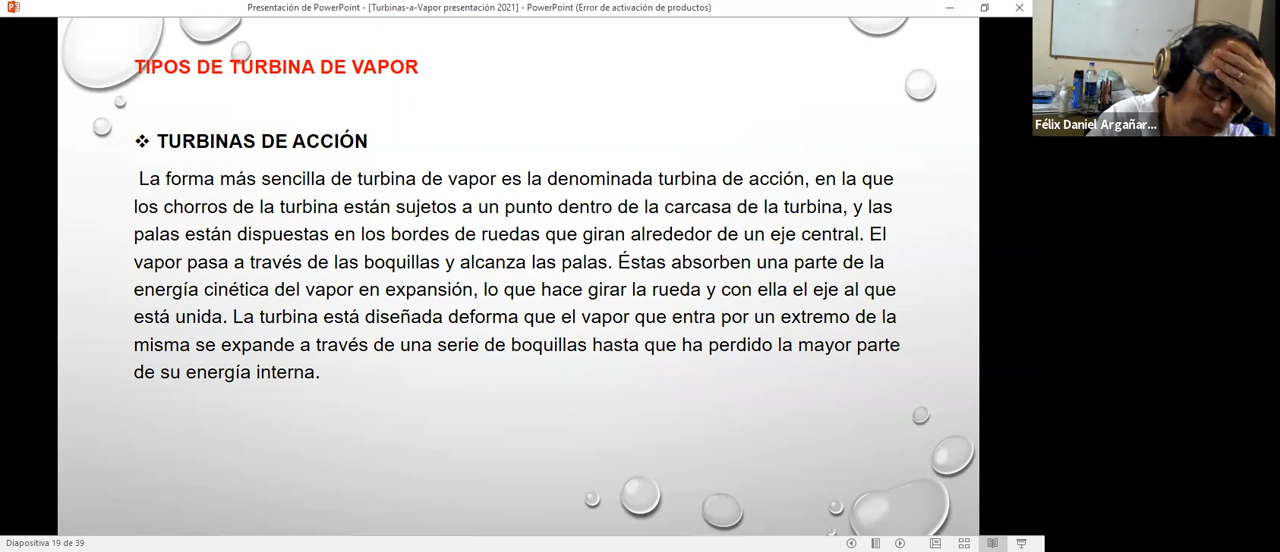 Presentación de PowerPoint - [Turbinas-a-Vapor presentación 2021] - PowerPoint (Error de activación de productos)
TIPOS DE TURBINA DE VAPOR
❖ TURBINAS DE ACCIÓN
La forma más sencilla de turbina de vapor es la denominada turbina de acción, en la que
los chorros de la turbina están sujetos a un punto dentro de la carcasa de la turbina, y las
palas están dispuestas en los bordes de ruedas que giran alrededor de un eje central. El
vapor pasa a través de las boquillas y alcanza las palas. Éstas absorben una parte de la
energía cinética del vapor en expansión, lo que hace girar la rueda y con ella el eje al que
está unida. La turbina está diseñada deforma que el vapor que entra por un extremo de la
misma se expande a través de una serie de boquillas hasta que ha perdido la mayor parte
de su energía interna.
Félix Daniel Argañar...
Diapositiva 19 de 39